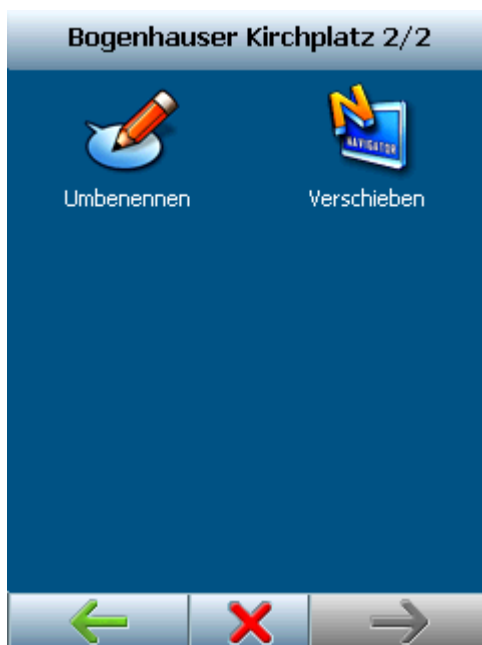 Bogenhauser Kirchplatz 2/2
N
NAVIGATOR
Umbenennen
Verschieben